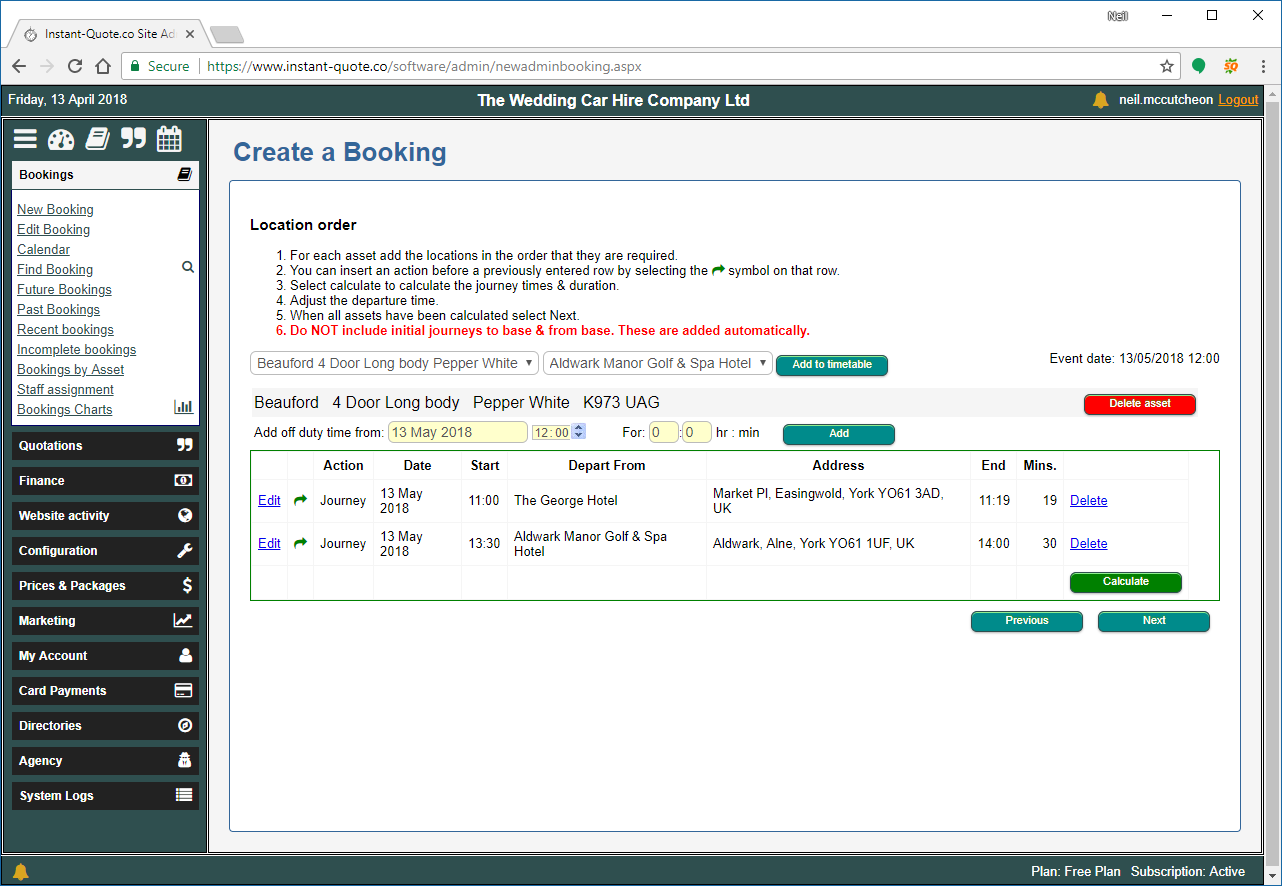 Neil
Instant-Quote.co Site Ad
Secure https://www.instant-quote.co/software/admin/newadminbooking.aspx
Friday, 13 April 2018 The Wedding Car Hire Company Ltd neil.mccutcheon Logout
Bookings
New Booking
Edit Booking
Calendar
Find Booking
Future Bookings
Past Bookings
Recent bookings
Incomplete bookings
Bookings by Asset
Staff assignment
Bookings Charts
Quotations
Finance
Website activity
Configuration
Prices & Packages
Marketing
My Account
Card Payments
Directories
Agency
System Logs
Create a Booking
Location order
1. For each asset add the locations in the order that they are required.
2. You can insert an action before a previously entered row by selecting the symbol on that row.
3. Select calculate to calculate the journey times & duration.
4. Adjust the departure time.
5. When all assets have been calculated select Next.
6. Do NOT include initial journeys to base & from base. These are added automatically.
Beauford 4 Door Long body Pepper White Aldwark Manor Golf & Spa Hotel Add to timetable Event date: 13/05/2018 12:00
Beauford 4 Door Long body Pepper White K973 UAG Delete asset
Add off duty time from: 13 May 2018 12:00 For: 0 : 0 hr : min Add
Action Date Start Depart From Address End Mins.
Edit Journey 13 May 2018 11:00 The George Hotel Market Pl, Easingwold, York YO61 3AD, UK 11:19 19 Delete
Edit Journey 13 May 2018 13:30 Aldwark Manor Golf & Spa Hotel Aldwark, Alne, York YO61 1UF, UK 14:00 30 Delete
Calculate
Previous Next
Plan: Free Plan Subscription: Active